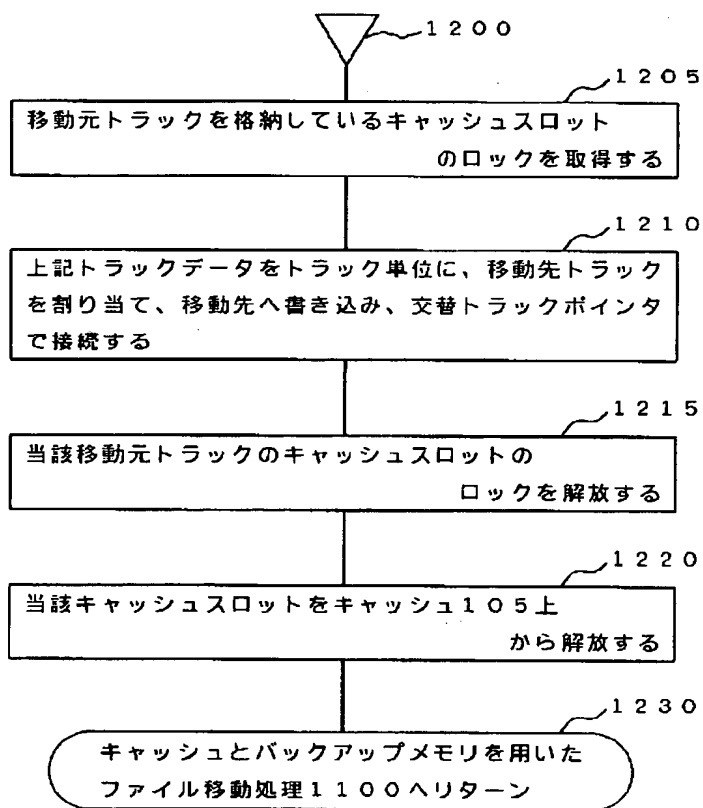 １２００
１２０５
移動元トラックを格納しているキャッシュスロット
のロックを取得する
１２１０
上記トラックデータをトラック単位に、移動先トラック
を割り当て、移動先へ書き込み、交替トラックポインタ
で接続する
１２１５
当該移動元トラックのキャッシュスロットの
ロックを解放する
１２２０
当該キャッシュスロットをキャッシュ１０５上
から解放する
１２３０
キャッシュとバックアップメモリを用いた
ファイル移動処理１１００へリターン